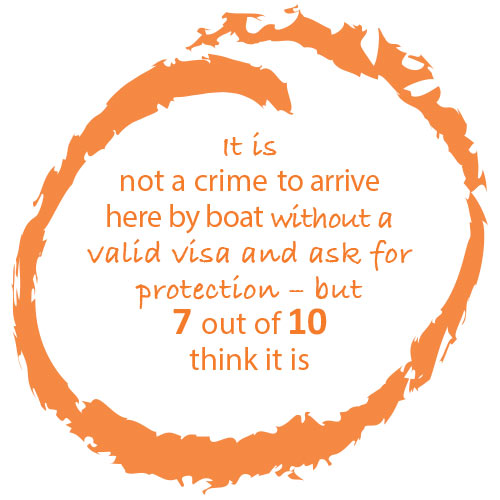 It is
not a crime to arrive
here by boat without a
valid visa and ask for
protection – but
7 out of 10
think it is